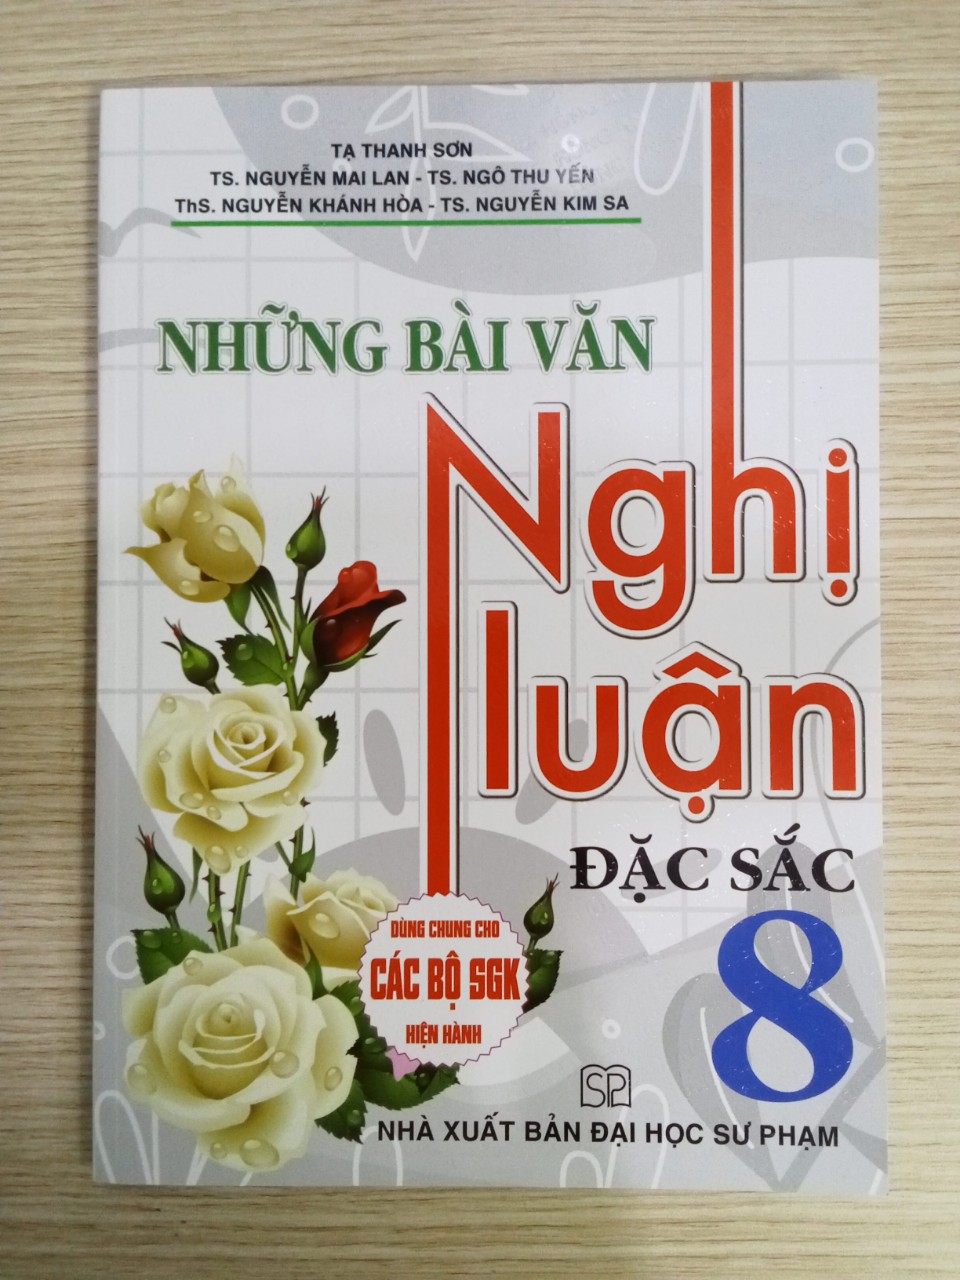 TẠ THANH SƠN
TS. NGUYỄN MAI LAN - TS. NGÔ THU YẾN
ThS. NGUYỄN KHÁNH HÒA - TS. NGUYỄN KIM SA
NHỮNG BÀI VĂN
Nghị
luận
ĐẶC SẮC
8
DÙNG CHUNG CHO
CÁC BỘ SGK
HIỆN HÀNH
SP
NHÀ XUẤT BẢN ĐẠI HỌC SƯ PHẠM